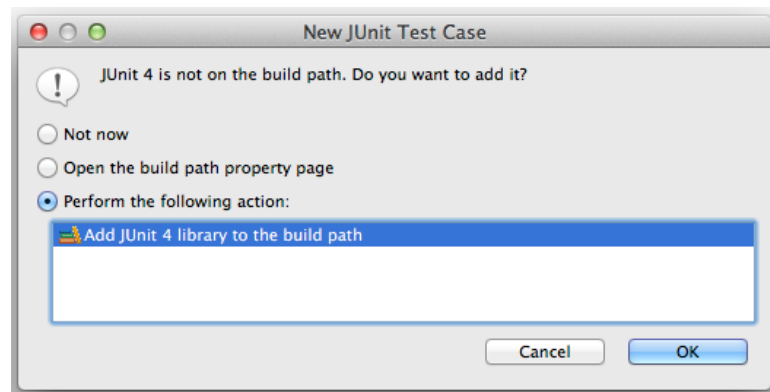 New JUnit Test Case
JUnit 4 is not on the build path. Do you want to add it?
Not now
Open the build path property page
Perform the following action:
Add JUnit 4 library to the build path
Cancel OK